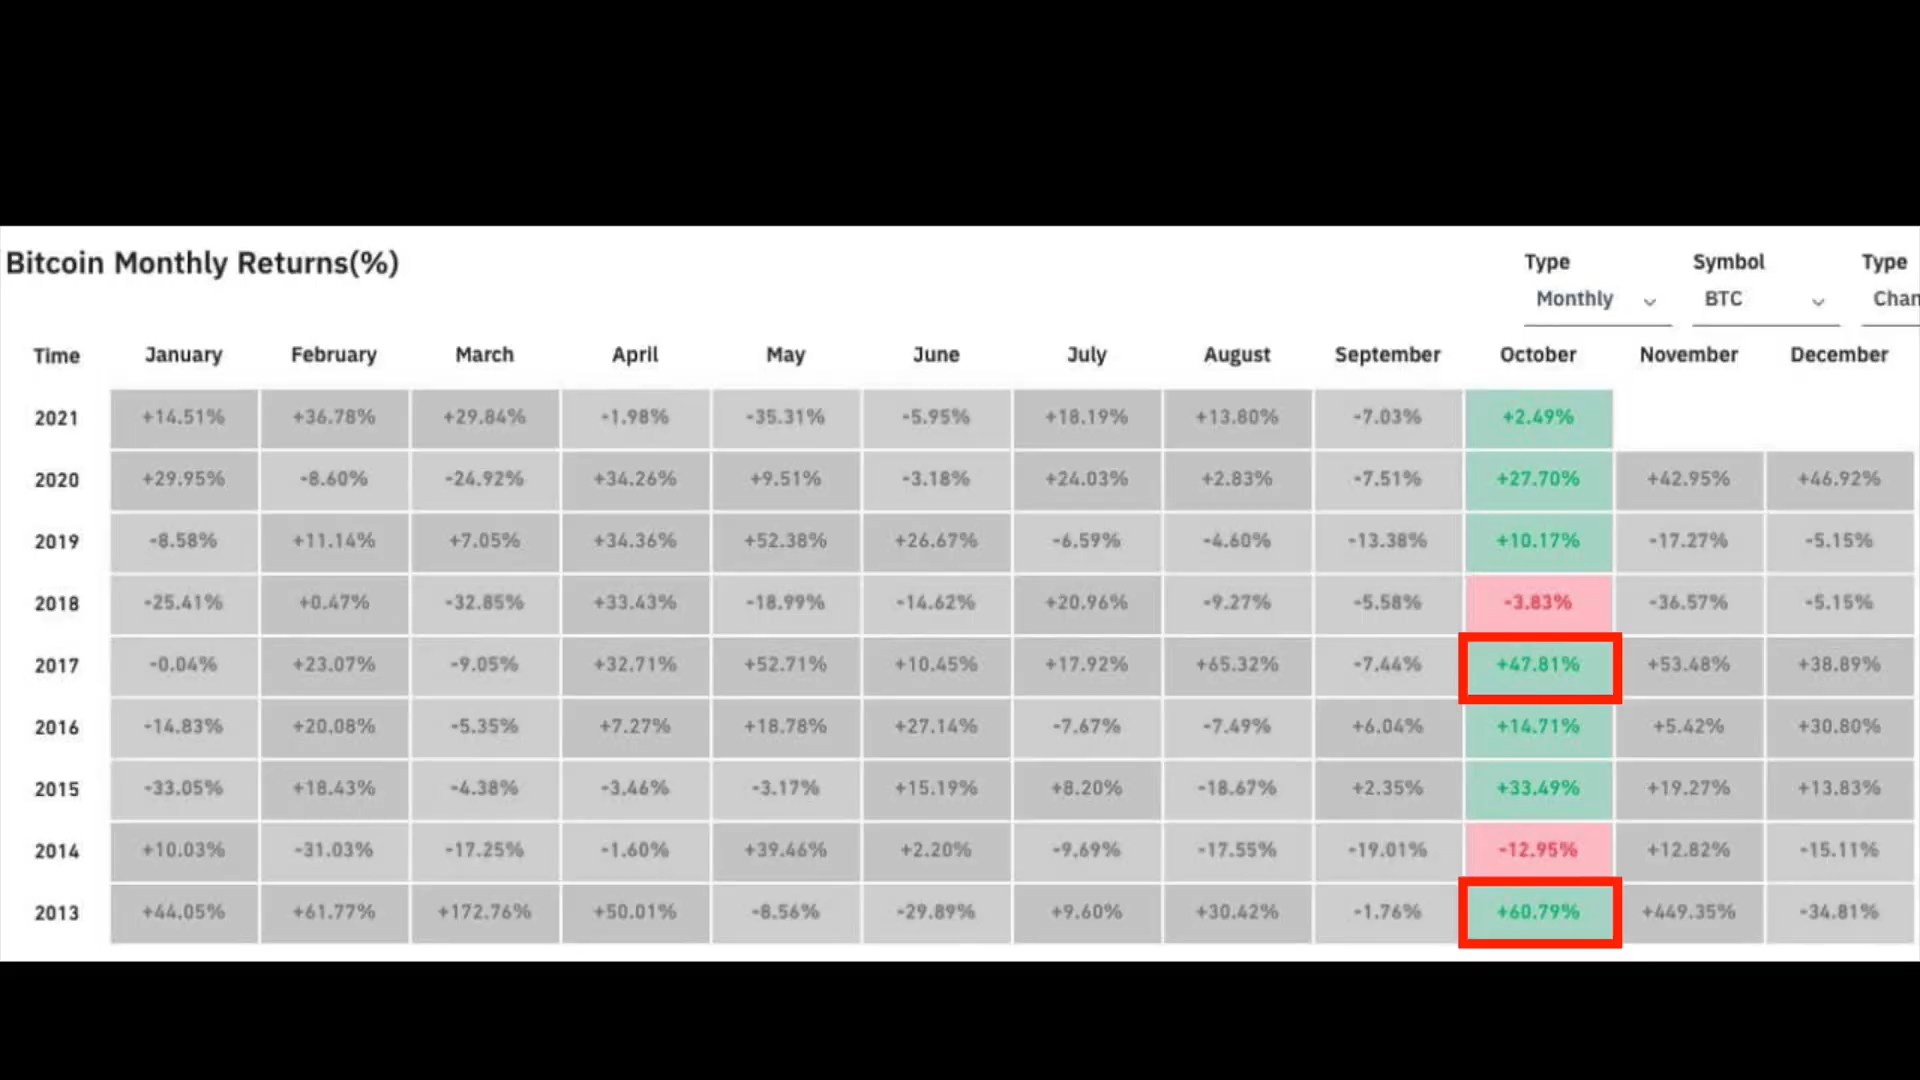 Bitcoin Monthly Returns(%)
Type Symbol Type
Monthly BTC Chan
Time January February March April May June July August September October November December
2021 +14.51% +36.78% +29.84% -1.98% -35.31% -5.95% +18.19% +13.80% -7.03% +2.49%
2020 +29.95% -8.60% -24.92% +34.26% +9.51% -3.18% +24.03% +2.83% -7.51% +27.70% +42.95% +46.92%
2019 -8.58% +11.14% +7.05% +34.36% +52.38% +26.67% -6.59% -4.60% -13.38% +10.17% -17.27% -5.15%
2018 -25.41% +0.47% -32.85% +33.43% -18.99% -14.62% +20.96% -9.27% -5.58% -3.83% -36.57% -5.15%
2017 -0.04% +23.07% -9.05% +32.71% +52.71% +10.45% +17.92% +65.32% -7.44% +47.81% +53.48% +38.89%
2016 -14.83% +20.08% -5.35% +7.27% +18.78% +27.14% -7.67% -7.49% +6.04% +14.71% +5.42% +30.80%
2015 -33.05% +18.43% -4.38% -3.46% -3.17% +15.19% +8.20% -18.67% +2.35% +33.49% +19.27% +13.83%
2014 +10.03% -31.03% -17.25% -1.60% +39.46% +2.20% -9.69% -17.55% -19.01% -12.95% +12.82% -15.11%
2013 +44.05% +61.77% +172.76% +50.01% -8.56% -29.89% +9.60% +30.42% -1.76% +60.79% +449.35% -34.81%